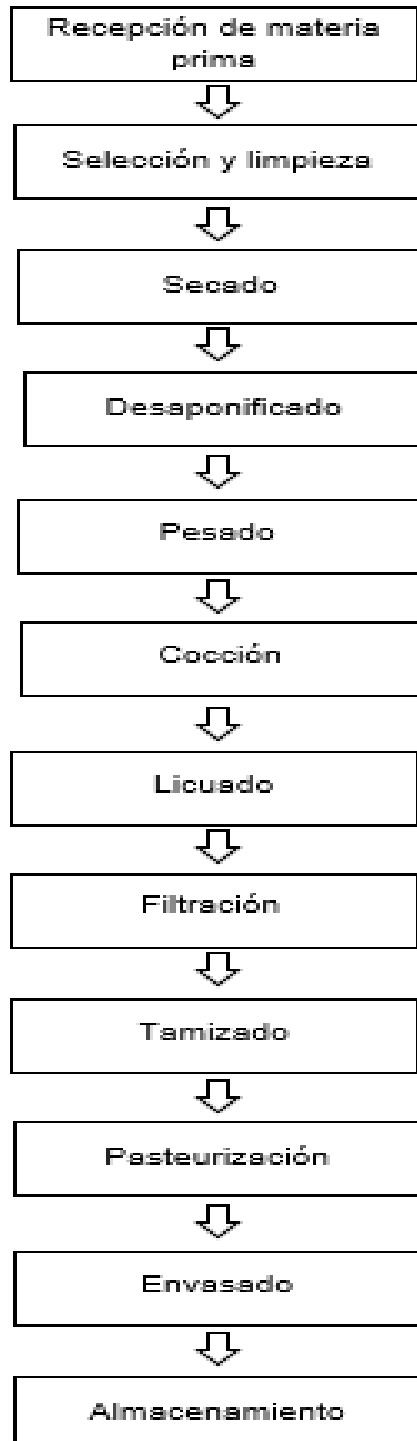 Recepción de materia
prima
Selección y limpieza
Secado
Desaponificado
Pesado
Cocción
Licuado
Filtración
Tamizado
Pasteurización
Envasado
Almacenamiento